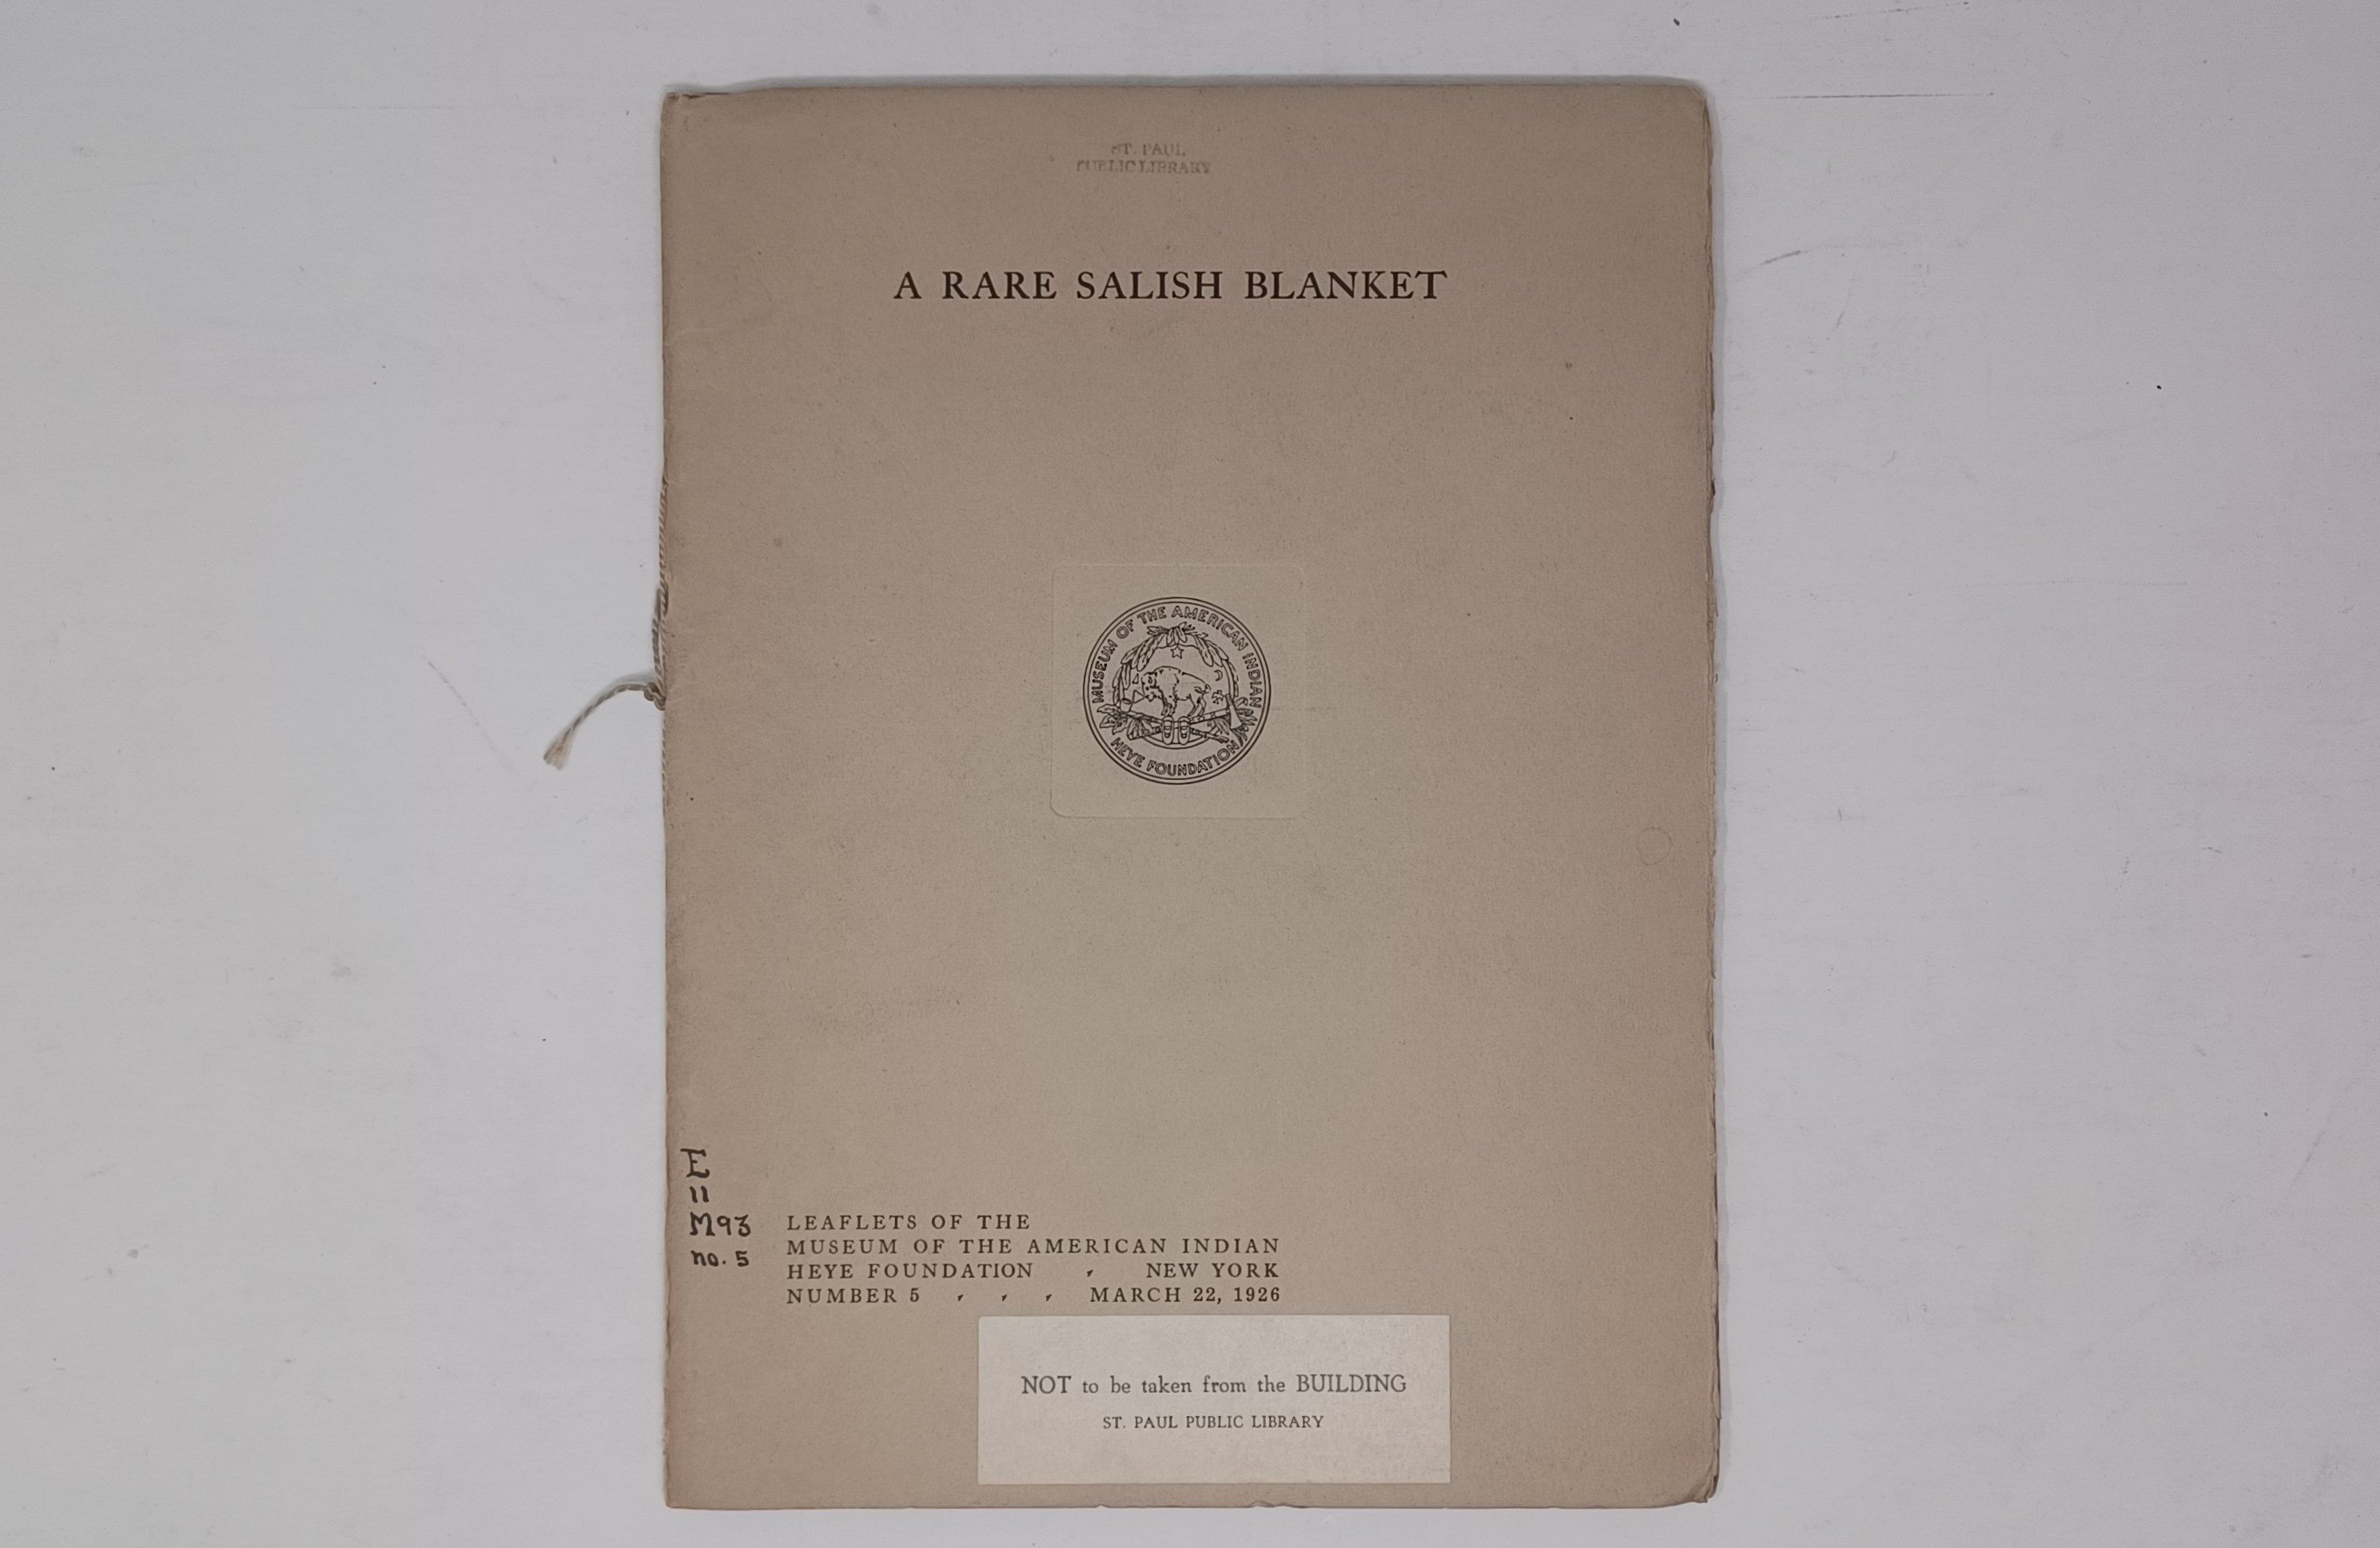 ST. PAUL
PUBLIC LIBRARY
A RARE SALISH BLANKET
MUSEUM OF THE AMERICAN INDIAN
HEYE FOUNDATION
E
11
M93
no. 5
LEAFLETS OF THE
MUSEUM OF THE AMERICAN INDIAN
HEYE FOUNDATION , NEW YORK
NUMBER 5 , , , MARCH 22, 1926
NOT to be taken from the BUILDING
ST. PAUL PUBLIC LIBRARY